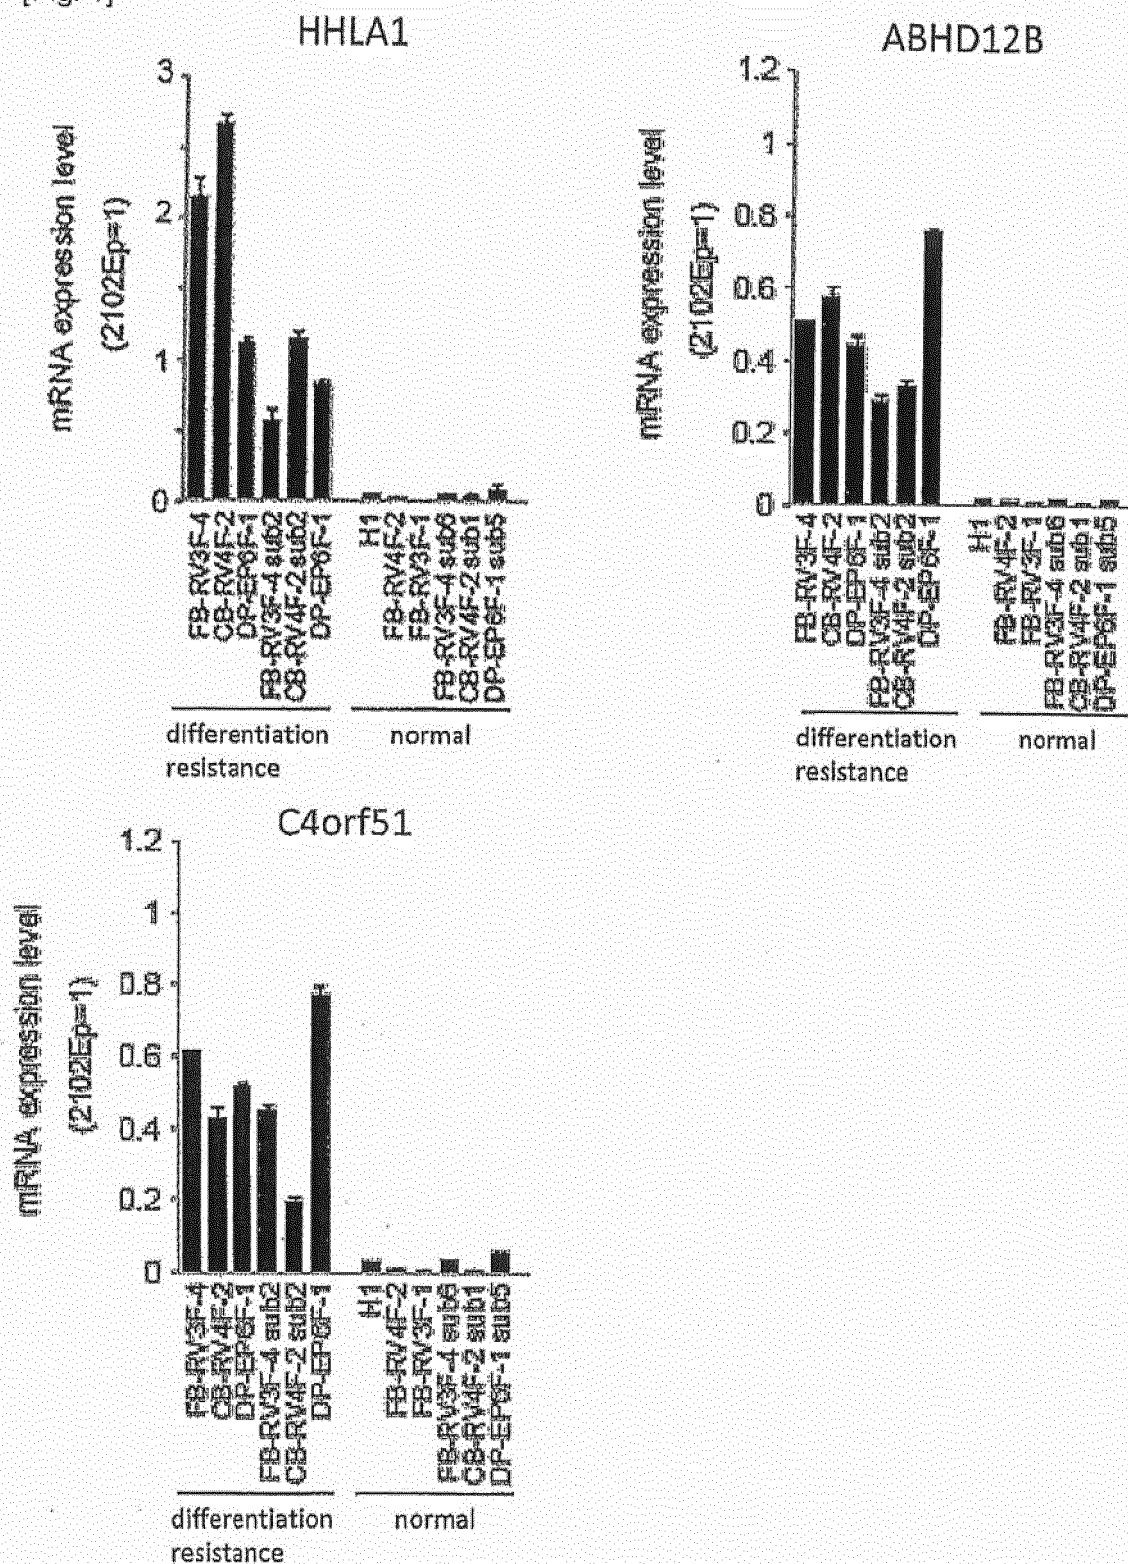 HHLA1
mRNA expression level
(2102Ep=1)
3
2
1
0
FB-RV3F-4
CB-RV4F-2
DP-EP6F-1
FB-RV3F-4 sub2
CB-RV4F-2 sub2
DP-EP6F-1
H1
FB-RV4F-2
FB-RV3F-1
FB-RV3F-4 sub6
CB-RV4F-2 sub1
DP-EP6F-1 sub5
differentiation
resistance
normal
ABHD12B
mRNA expression level
(2102Ep=1)
1.2
1
0.8
0.6
0.4
0.2
0
FB-RV3F-4
CB-RV4F-2
DP-EP6F-1
FB-RV3F-4 sub2
CB-RV4F-2 sub2
DP-EP6F-1
H1
FB-RV4F-2
FB-RV3F-1
FB-RV3F-4 sub6
CB-RV4F-2 sub1
DP-EP6F-1 sub5
differentiation
resistance
normal
C4orf51
mRNA expression level
(2102Ep=1)
1.2
1
0.8
0.6
0.4
0.2
0
FB-RV3F-4
CB-RV4F-2
DP-EP6F-1
FB-RV3F-4 sub2
CB-RV4F-2 sub2
DP-EP6F-1
H1
FB-RV4F-2
FB-RV3F-1
FB-RV3F-4 sub6
CB-RV4F-2 sub1
DP-EP6F-1 sub5
differentiation
resistance
normal